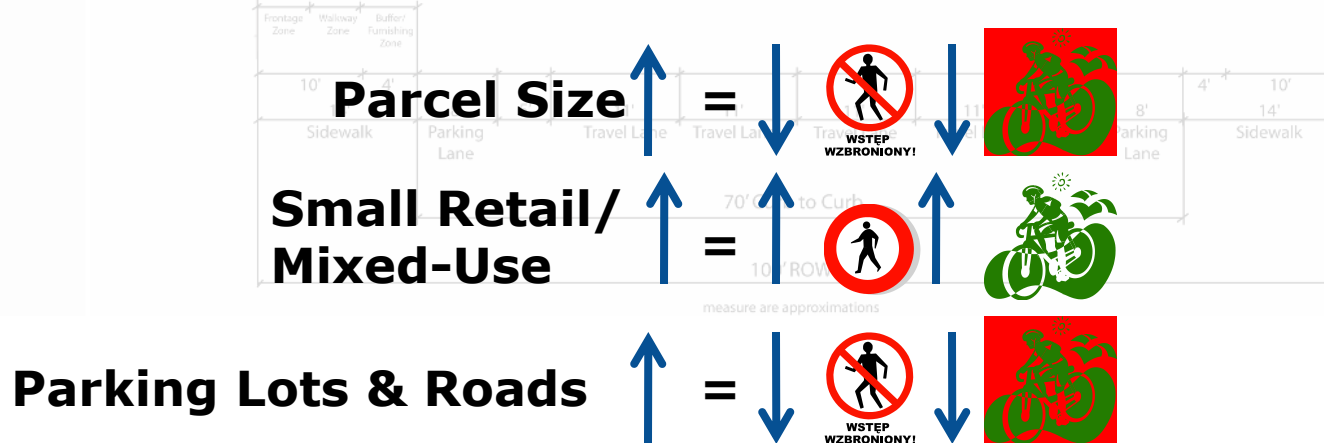 Frontage
Zone
Walkway
Zone
Buffer/
Furnishing
Zone
Parcel Size =
WSTĘP
WZBRONIONY!
10' 4' 11' 8' 4' 10'
14'
Sidewalk
Parking
Lane
Travel Lane
Travel
Lane
Sidewalk
Small Retail/
Mixed-Use =
70'
to Curb
ROW
measure are approximations
Parking Lots & Roads =
WSTĘP
WZBRONIONY!